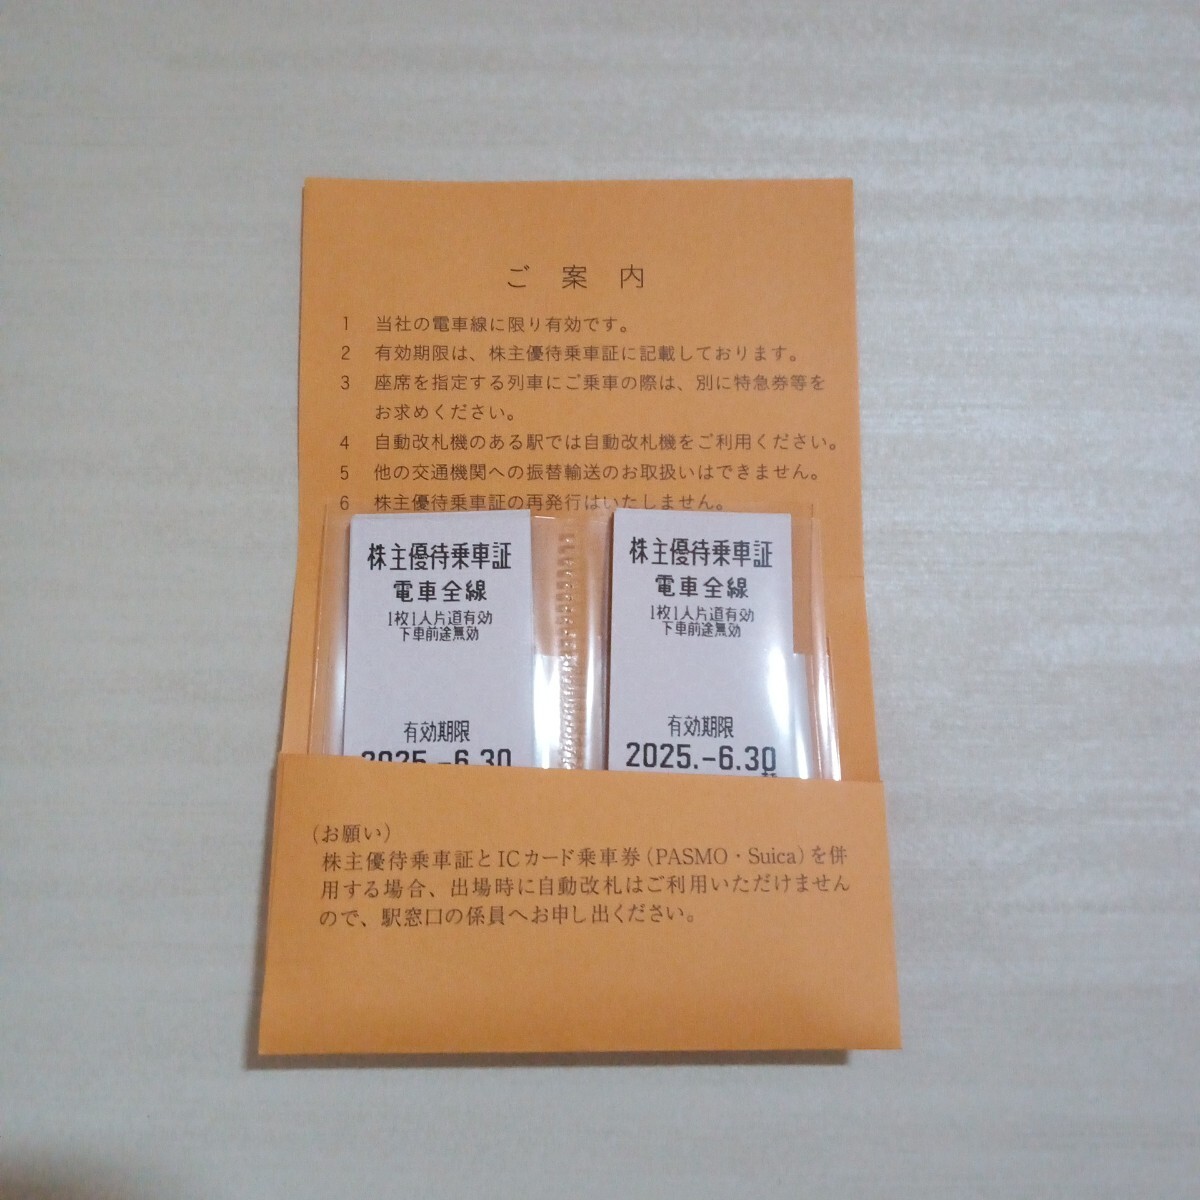 ご案内
1 当社の電車線に限り有効です。
2 有効期限は、株主優待乗車証に記載しております。
3 座席を指定する列車にご乗車の際は、別に特急券等を
お求めください。
4 自動改札機のある駅では自動改札機をご利用ください。
5 他の交通機関への振替輸送のお取扱いはできません。
6 株主優待乗車証の再発行はいたしません。
株主優待乗車証
電車全線
1枚1人片道有効
下車前途無効
有効期限
2025.-6.30
株主優待乗車証
電車全線
1枚1人片道有効
下車前途無効
有効期限
2025.-6.30
(お願い)
株主優待乗車証とICカード乗車券(PASMO・Suica)を併
用する場合、出場時に自動改札はご利用いただけません
ので、駅窓口の係員へお申し出ください。